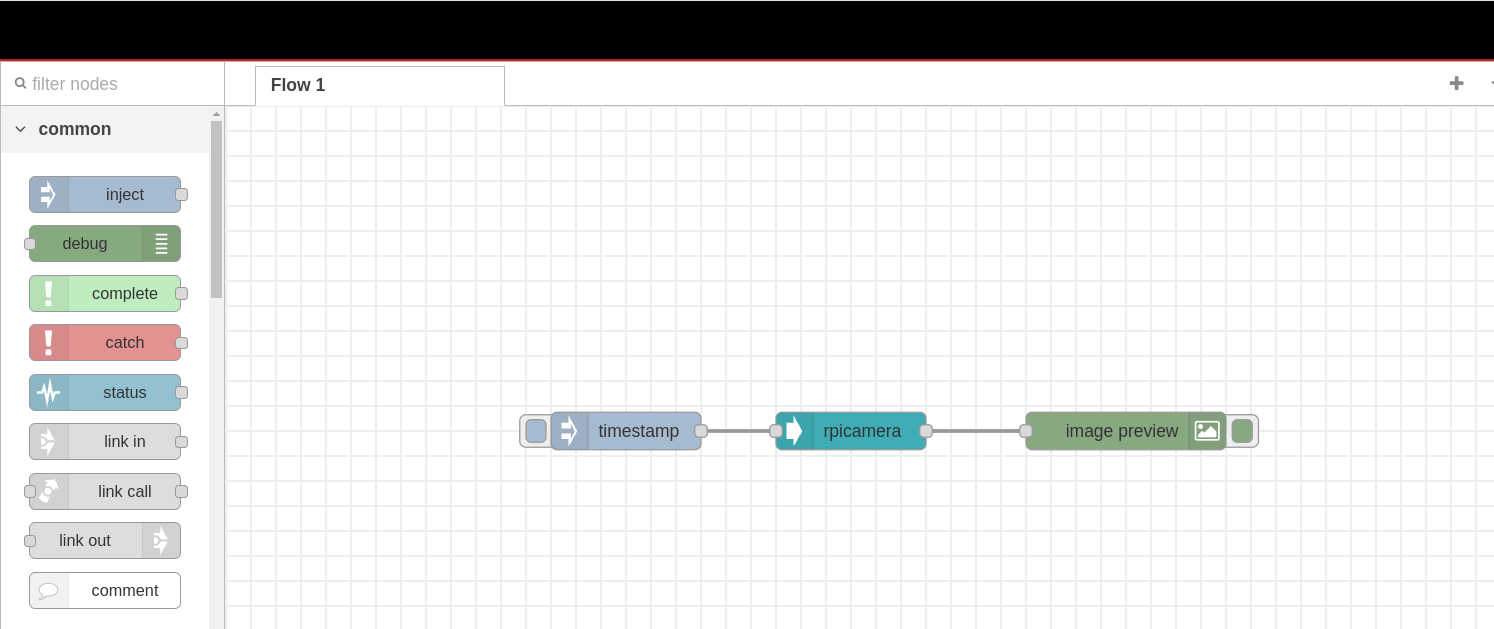 filter nodes
Flow 1
common
inject
debug
complete
catch
status
link in
link call
link out
comment
timestamp
rpicamera
image preview